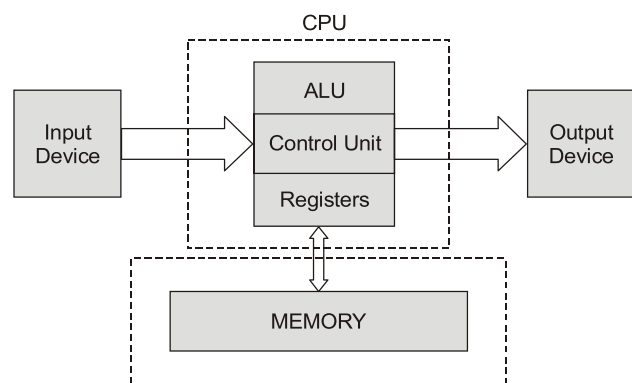 CPU
ALU
Input
Device
Control Unit
Output
Device
Registers
MEMORY